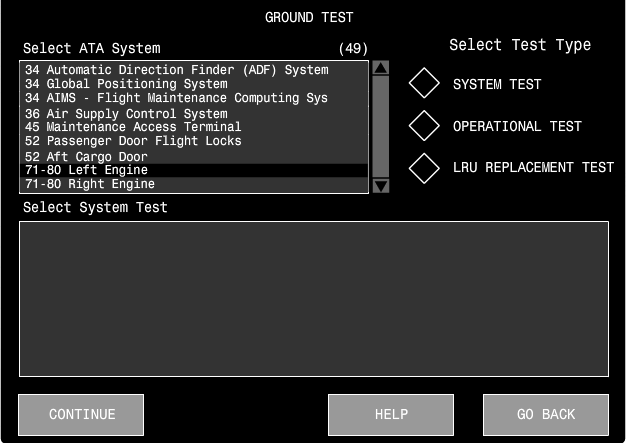 GROUND TEST
Select ATA System (49)
34 Automatic Direction Finder (ADF) System
34 Global Positioning System
34 AIMS - Flight Maintenance Computing Sys
36 Air Supply Control System
45 Maintenance Access Terminal
52 Passenger Door Flight Locks
52 Aft Cargo Door
71-80 Left Engine
71-80 Right Engine
Select Test Type
SYSTEM TEST
OPERATIONAL TEST
LRU REPLACEMENT TEST
Select System Test
CONTINUE
HELP
GO BACK